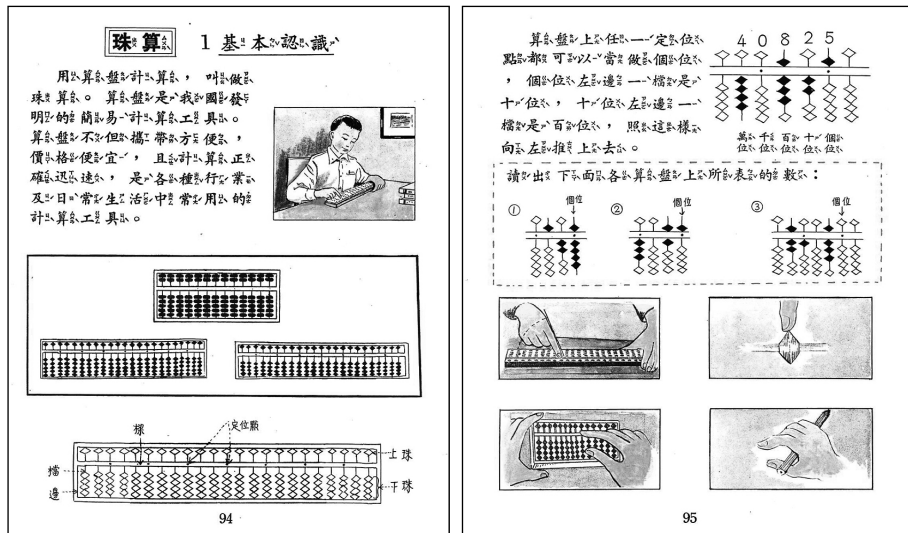 珠算
1 基本認識
用算盤計算，叫做
珠算。算盤是我國發
明的簡易計算工具。
算盤不但攜帶方便，
價格便宜，且計算正
確迅速，是各種行業
及日常生活中常用的
計算工具。
樑
定位點
上珠
檔
邊
下珠
94
算盤上任一定位
點都可以當做個位
，個位左邊一檔是
十位，十位左邊一
檔是百位，照這樣
向左推上去。
4 0 8 2 5
萬位 千位 百位 十位 個位
讀出下面各算盤上所表的數：
① 個位
② 個位
③ 個位
95